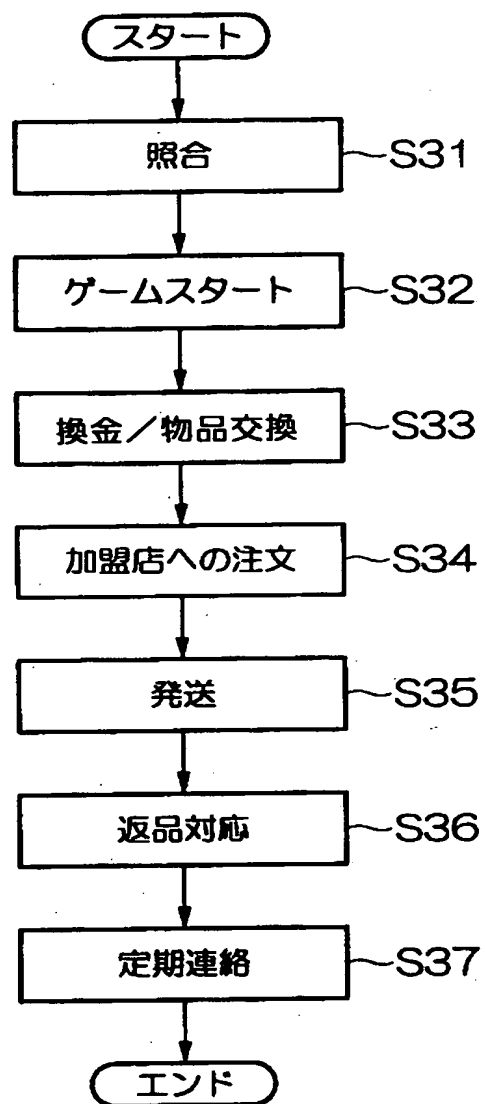 スタート
照合 S31
ゲームスタート S32
換金／物品交換 S33
加盟店への注文 S34
発送 S35
返品対応 S36
定期連絡 S37
エンド